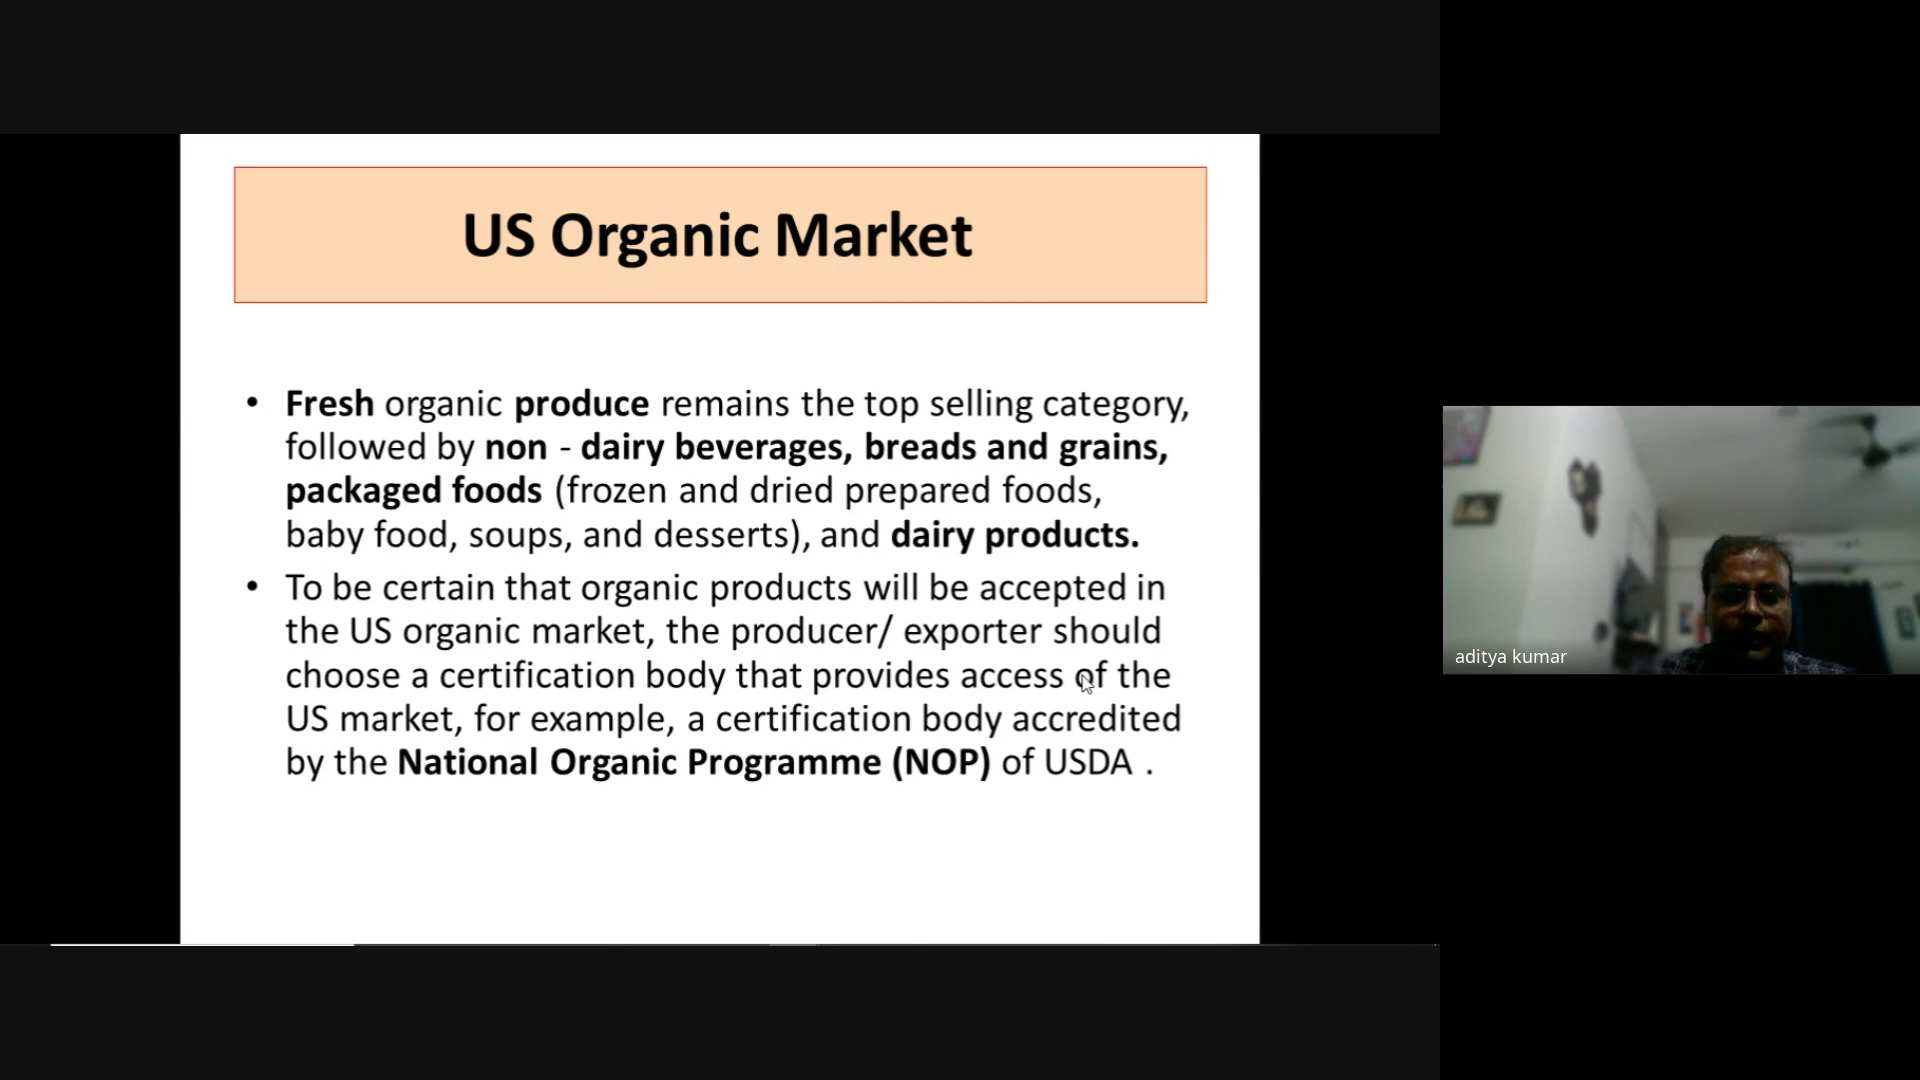 US Organic Market
• Fresh organic produce remains the top selling category,
followed by non - dairy beverages, breads and grains,
packaged foods (frozen and dried prepared foods,
baby food, soups, and desserts), and dairy products.
• To be certain that organic products will be accepted in
the US organic market, the producer/ exporter should
choose a certification body that provides access of the
US market, for example, a certification body accredited
by the National Organic Programme (NOP) of USDA .
aditya kumar